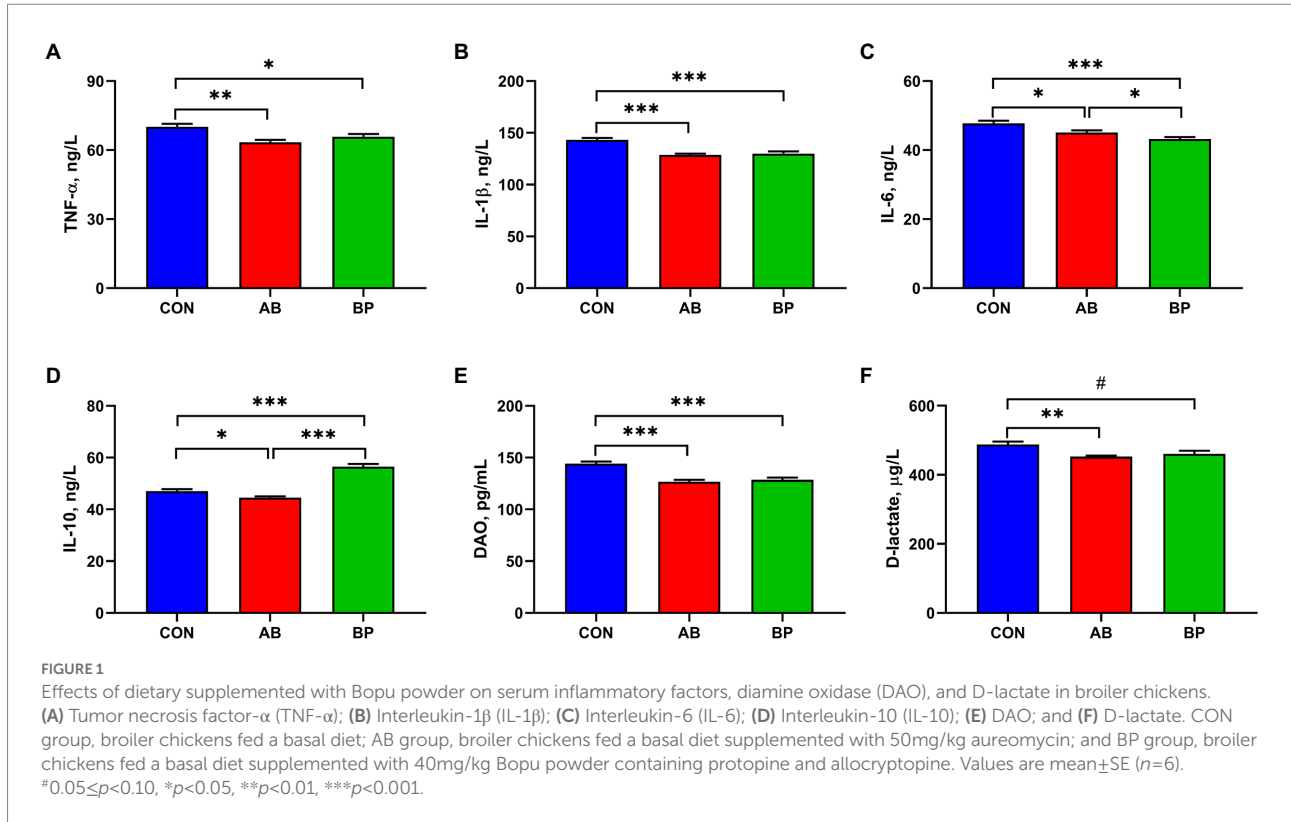 A
*
**
90
60
30
0
TNF-α, ng/L
CON AB BP
B
***
***
200
150
100
50
0
IL-1β, ng/L
CON AB BP
C
***
* *
60
40
20
0
IL-6, ng/L
CON AB BP
D
***
* ***
80
60
40
20
0
IL-10, ng/L
CON AB BP
E
***
***
200
150
100
50
0
DAO, pg/mL
CON AB BP
F
#
**
600
400
200
0
D-lactate, μg/L
CON AB BP
FIGURE 1
Effects of dietary supplemented with Bopu powder on serum inflammatory factors, diamine oxidase (DAO), and D-lactate in broiler chickens.
(A) Tumor necrosis factor-α (TNF-α); (B) Interleukin-1β (IL-1β); (C) Interleukin-6 (IL-6); (D) Interleukin-10 (IL-10); (E) DAO; and (F) D-lactate. CON
group, broiler chickens fed a basal diet; AB group, broiler chickens fed a basal diet supplemented with 50mg/kg aureomycin; and BP group, broiler
chickens fed a basal diet supplemented with 40mg/kg Bopu powder containing protopine and allocryptopine. Values are mean±SE (n=6).
#0.05≤p<0.10, *p<0.05, **p<0.01, ***p<0.001.